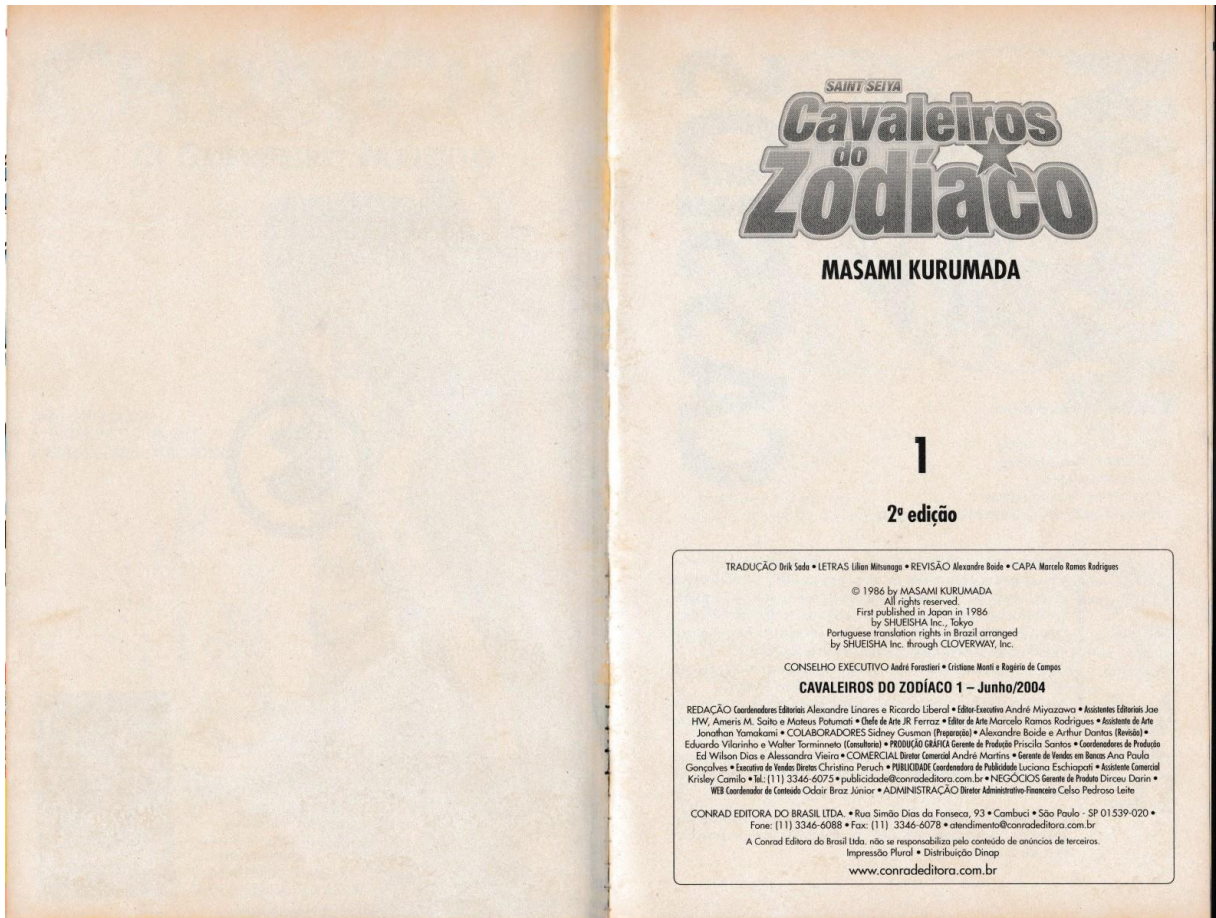 SAINT SEIYA
Cavaleiros
do
Zodíaco
MASAMI KURUMADA
1
2ª edição
TRADUÇÃO Drik Sada • LETRAS Lilian Mitsunaga • REVISÃO Alexandre Boide • CAPA Marcelo Ramos Rodrigues
© 1986 by MASAMI KURUMADA
All rights reserved.
First published in Japan in 1986
by SHUEISHA Inc., Tokyo
Portuguese translation rights in Brazil arranged
by SHUEISHA Inc. through CLOVERWAY, Inc.
CONSELHO EXECUTIVO André Forastieri • Cristiane Monti e Rogério de Campos
CAVALEIROS DO ZODÍACO 1 – Junho/2004
REDAÇÃO Coordenadores Editoriais Alexandre Linares e Ricardo Liberal • Editor-Executivo André Miyazawa • Assistentes Editoriais Jae
HW, Ameris M. Saito e Mateus Potumati • Chefe de Arte JR Ferraz • Editor de Arte Marcelo Ramos Rodrigues • Assistente de Arte
Jonathan Yamakami • COLABORADORES Sidney Gusman (Preparação) • Alexandre Boide e Arthur Dantas (Revisão) •
Eduardo Vilarinho e Walter Torminneto (Consultoria) • PRODUÇÃO GRÁFICA Gerente de Produção Priscila Santos • Coordenadores de Produção
Ed Wilson Dias e Alessandra Vieira • COMERCIAL Diretor Comercial André Martins • Gerente de Vendas em Bancas Ana Paula
Gonçalves • Executiva de Vendas Diretas Christina Peruch • PUBLICIDADE Coordenadora de Publicidade Luciana Eschiapati • Assistente Comercial
Krisley Camilo • Tel.: (11) 3346-6075 • publicidade@conradeditora.com.br • NEGÓCIOS Gerente de Produto Dirceu Darin •
WEB Coordenador de Conteúdo Odair Braz Júnior • ADMINISTRAÇÃO Diretor Administrativo-Financeiro Celso Pedroso Leite
CONRAD EDITORA DO BRASIL LTDA. • Rua Simão Dias da Fonseca, 93 • Cambuci • São Paulo - SP 01539-020 •
Fone: (11) 3346-6088 • Fax: (11) 3346-6078 • atendimento@conradeditora.com.br
A Conrad Editora do Brasil Ltda. não se responsabiliza pelo conteúdo de anúncios de terceiros.
Impressão Plural • Distribuição Dinap
www.conradeditora.com.br